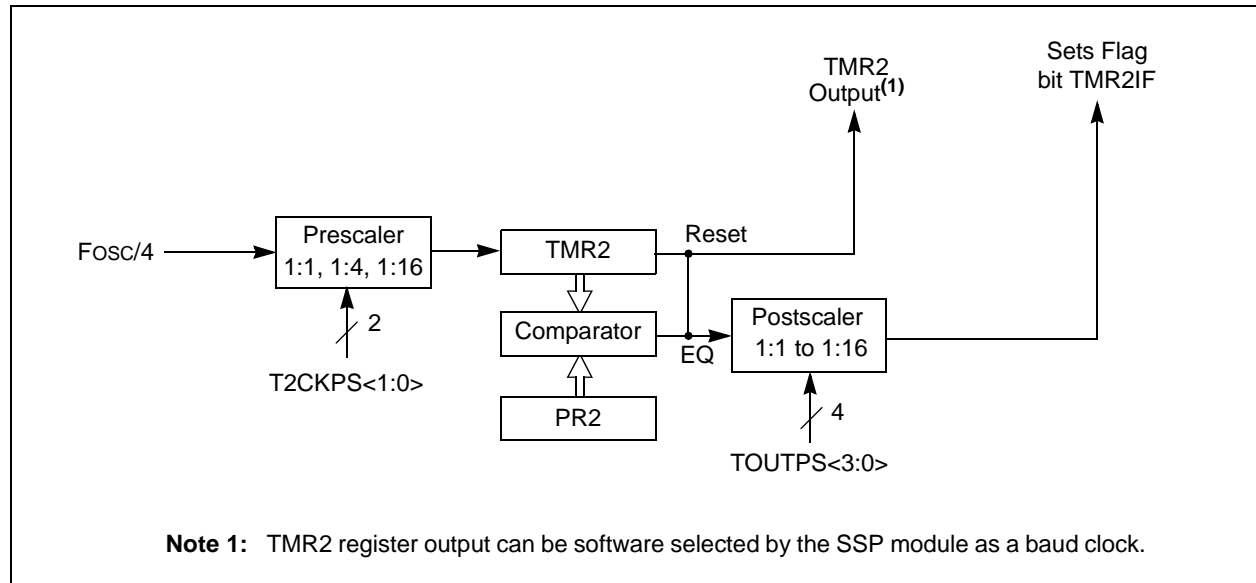 TMR2
Output(1)
Sets Flag
bit TMR2IF
Reset
FOSC/4
Prescaler
1:1, 1:4, 1:16
TMR2
2
Comparator
EQ
Postscaler
1:1 to 1:16
T2CKPS<1:0>
PR2
4
TOUTPS<3:0>
Note 1: TMR2 register output can be software selected by the SSP module as a baud clock.